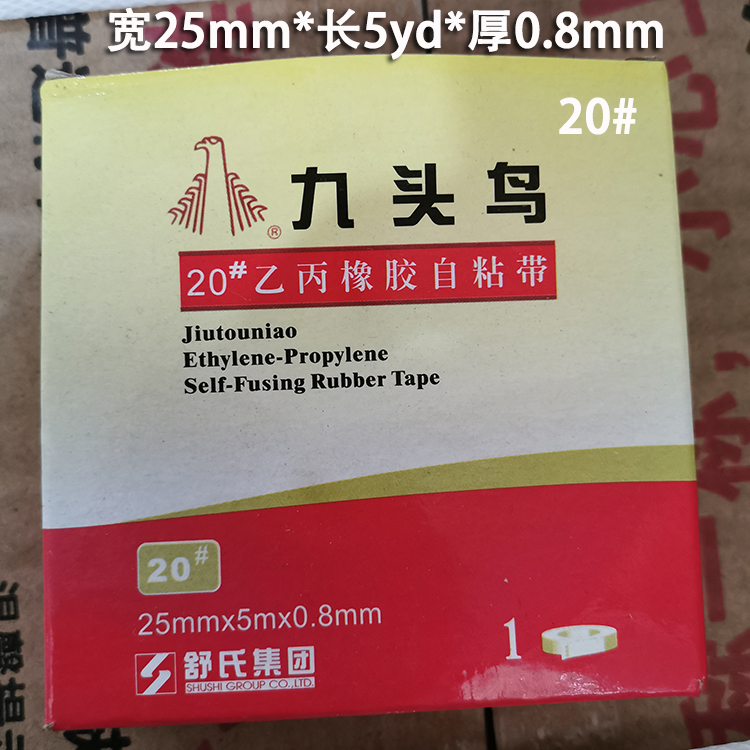 宽25mm*长5yd*厚0.8mm
20#
九头鸟
®
20#乙丙橡胶自粘带
Jiutouniao
Ethylene-Propylene
Self-Fusing Rubber Tape
20#
25mmx5mx0.8mm
1
舒氏集团
SHUSHI GROUP CO.,LTD.